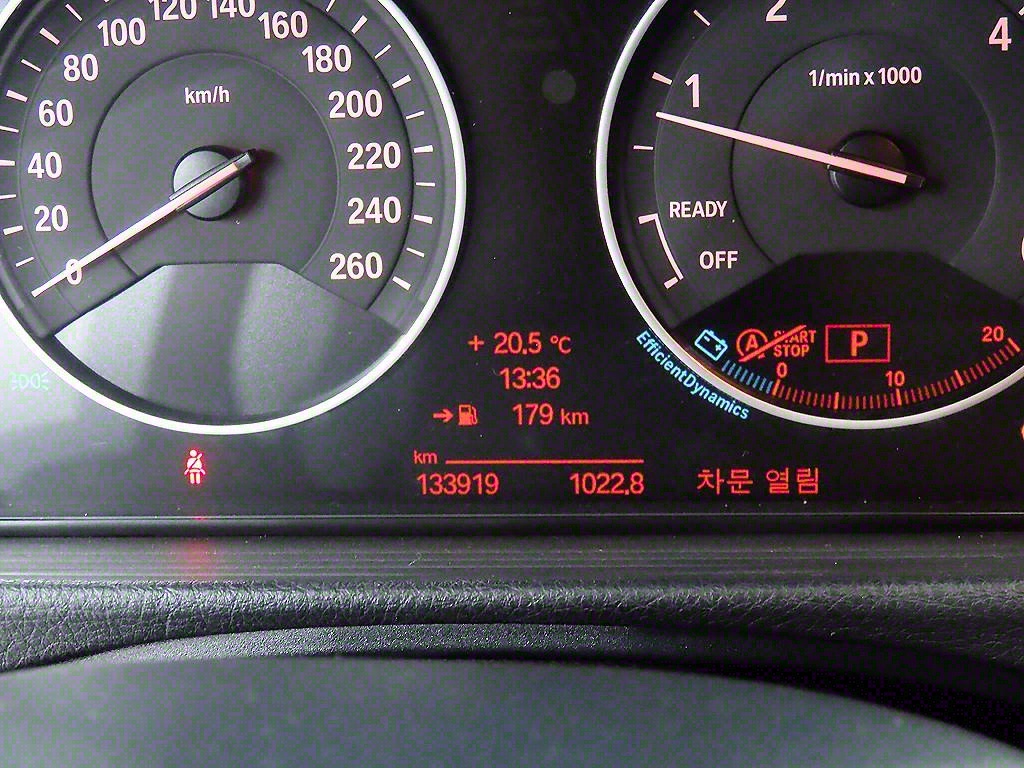 100
120
140
160
80
180
60
km/h
200
40
220
20
240
0
260
2
4
1/min x 1000
1
READY
OFF
+ 20.5 °C
13:36
179 km
km
133919 1022.8
차문 열림
EfficientDynamics
A
START
STOP
P
0
10
20